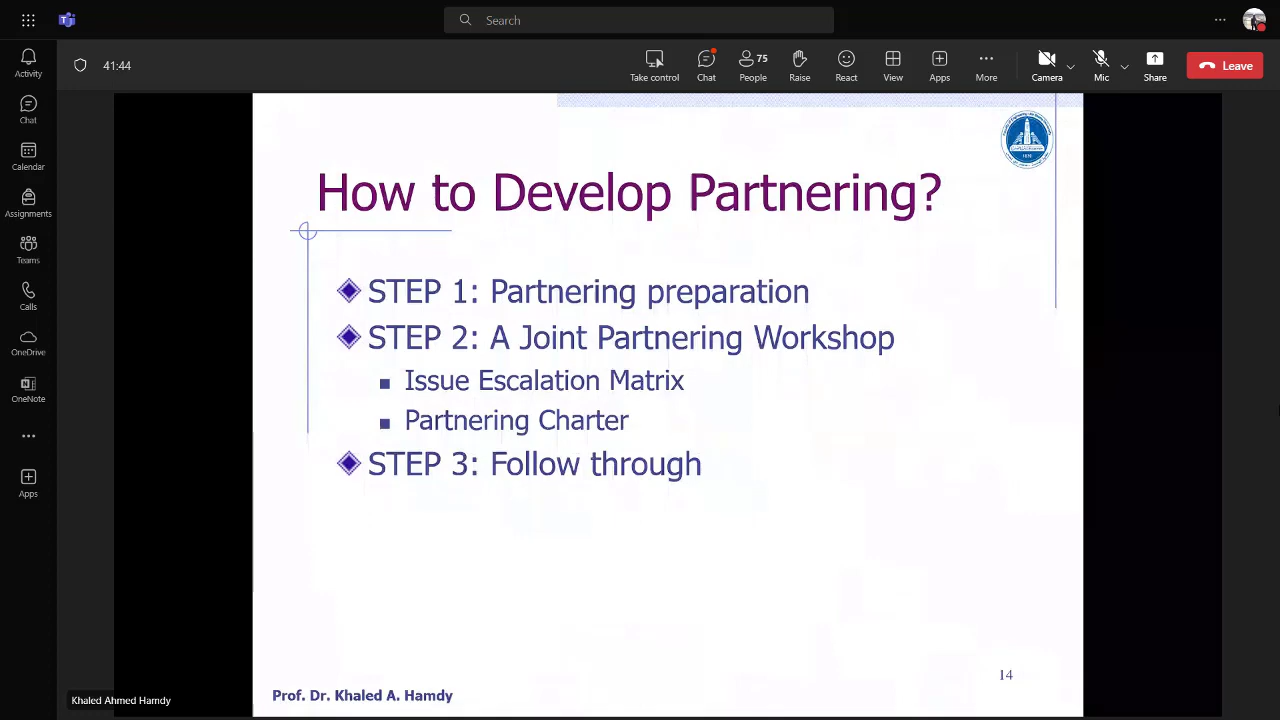 Search
41:44
Take control
Chat
75
People
Raise
React
View
Apps
More
Camera
Mic
Share
Leave
Activity
Chat
Calendar
Assignments
Teams
Calls
OneDrive
OneNote
Apps
How to Develop Partnering?
STEP 1: Partnering preparation
STEP 2: A Joint Partnering Workshop
Issue Escalation Matrix
Partnering Charter
STEP 3: Follow through
14
Prof. Dr. Khaled A. Hamdy
Khaled Ahmed Hamdy